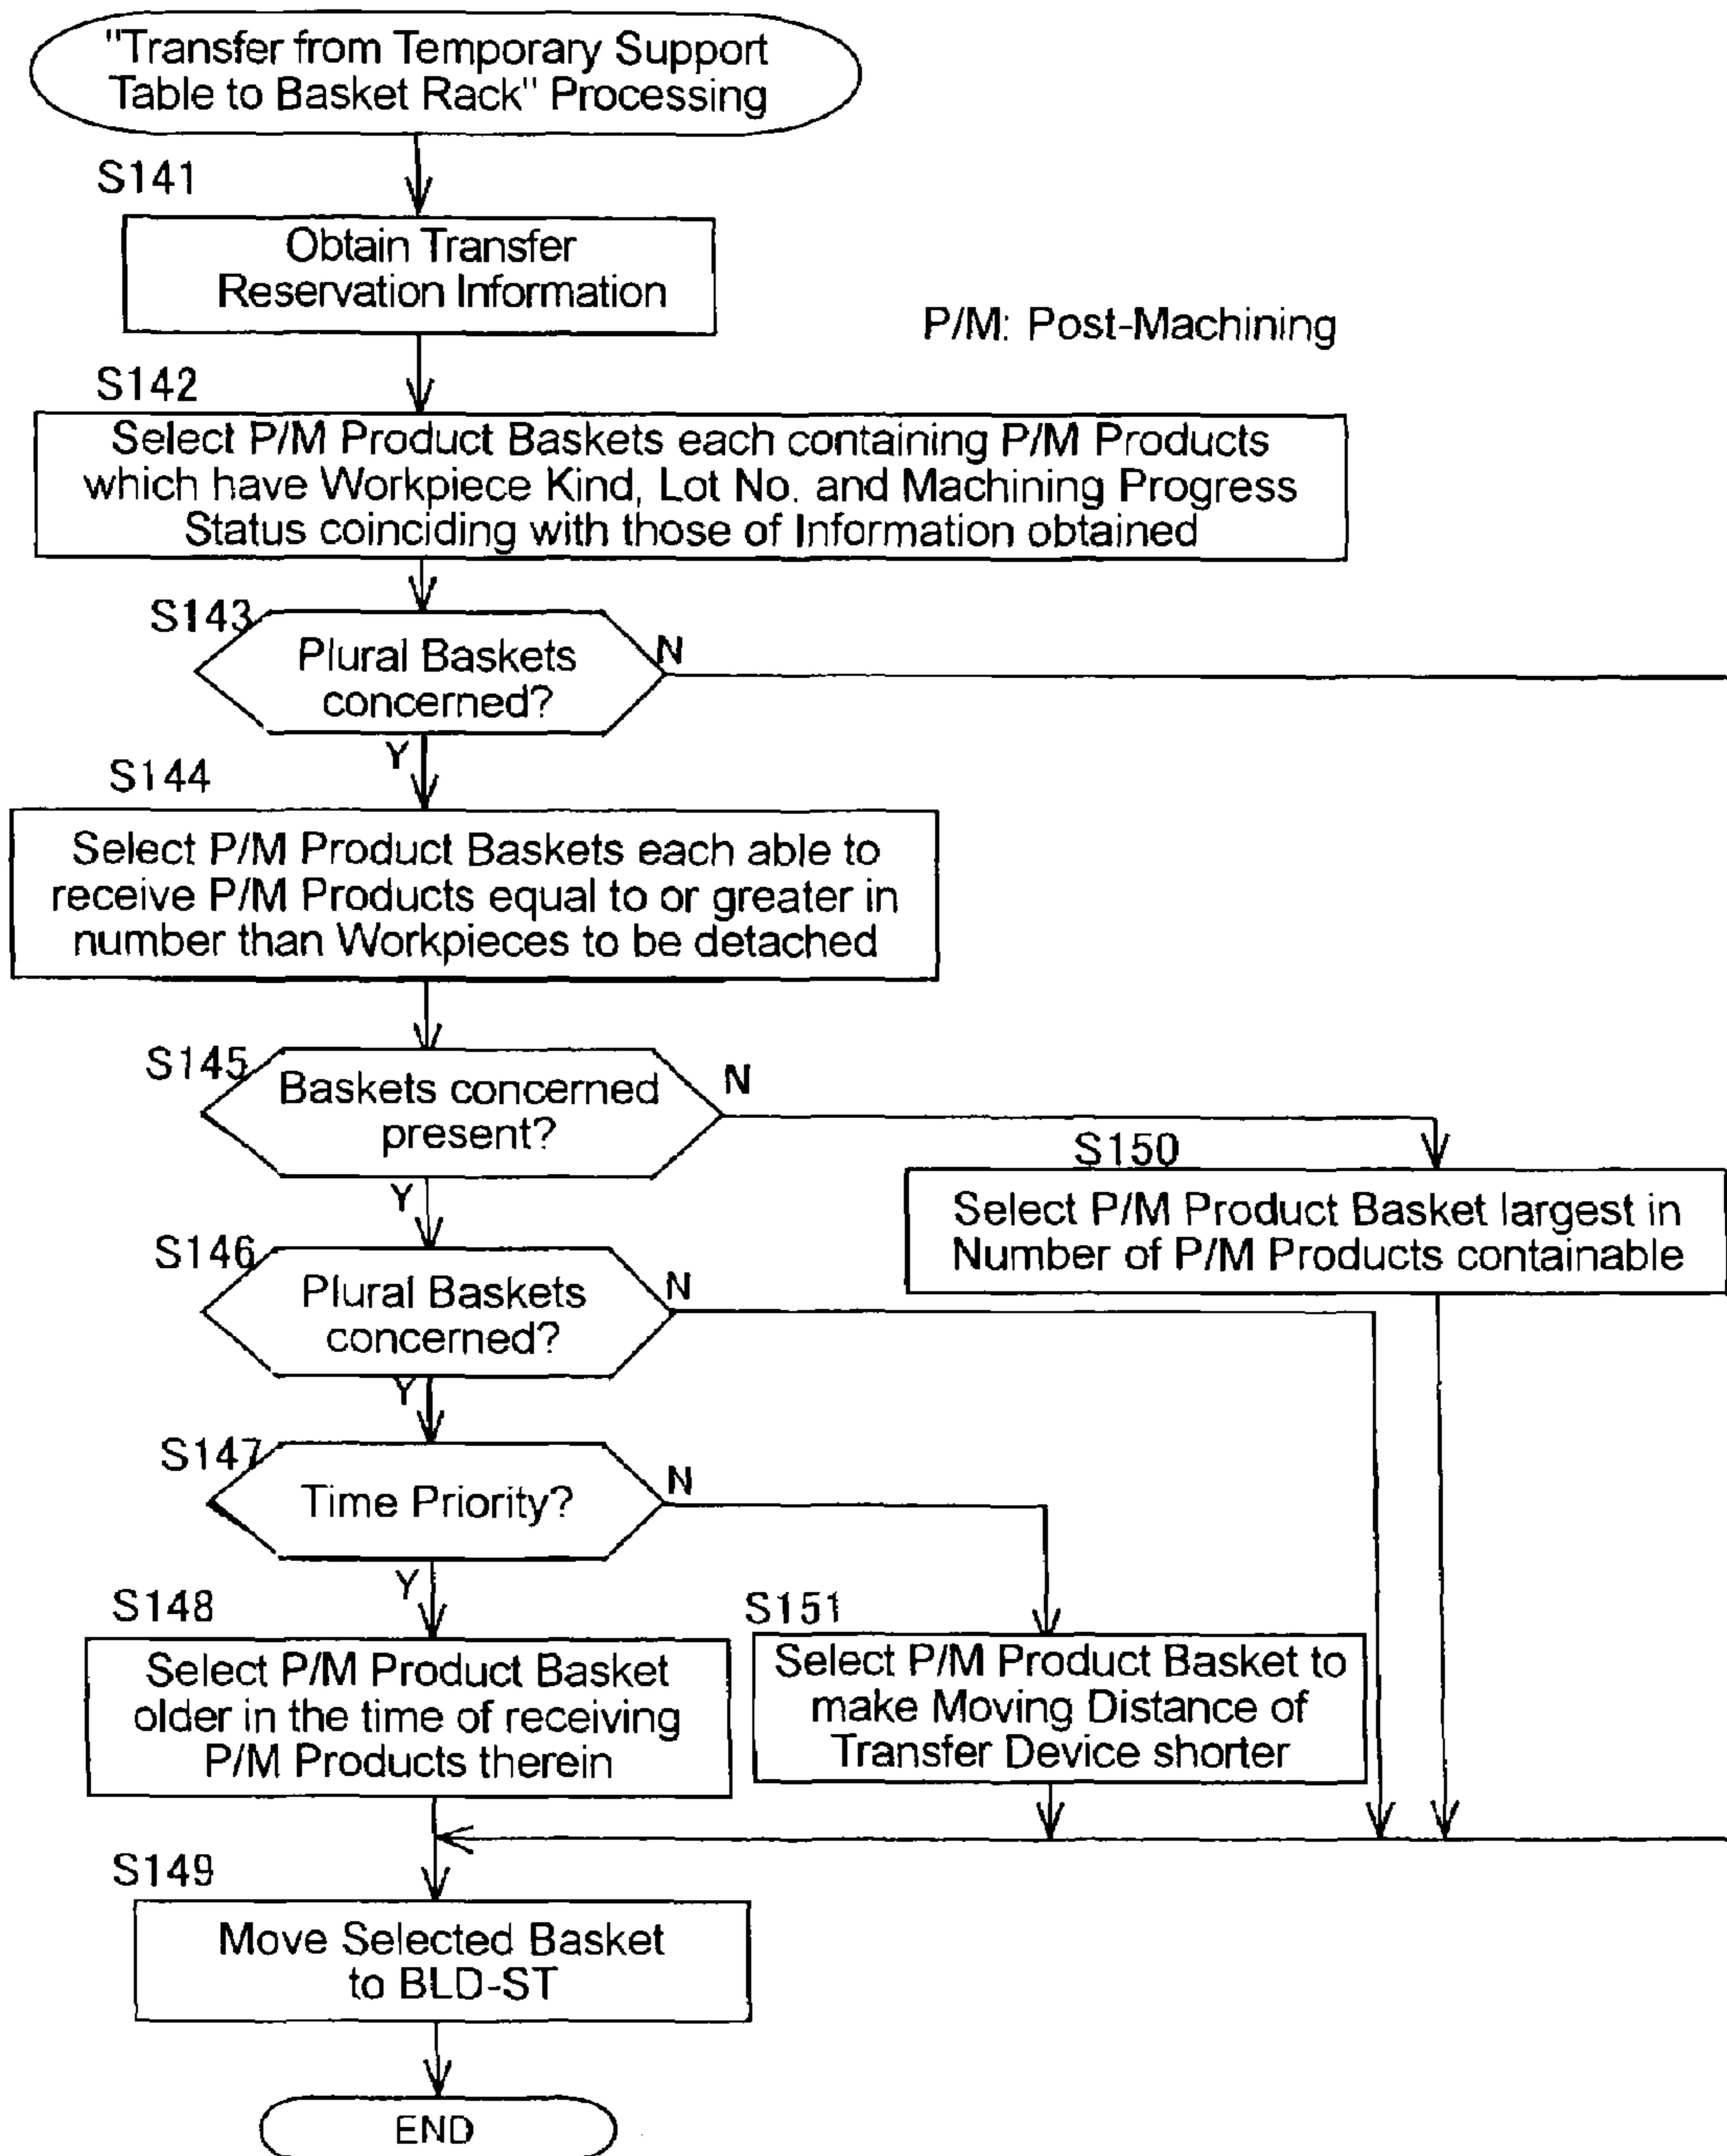 "Transfer from Temporary Support
Table to Basket Rack" Processing
S141
Obtain Transfer
Reservation Information
P/M: Post-Machining
S142
Select P/M Product Baskets each containing P/M Products
which have Workpiece Kind, Lot No. and Machining Progress
Status coinciding with those of Information obtained
S143
Plural Baskets
concerned?
N
Y
S144
Select P/M Product Baskets each able to
receive P/M Products equal to or greater in
number than Workpieces to be detached
S145
Baskets concerned
present?
N
Y
S150
Select P/M Product Basket largest in
Number of P/M Products containable
S146
Plural Baskets
concerned?
N
Y
S147
Time Priority?
N
Y
S148
Select P/M Product Basket
older in the time of receiving
P/M Products therein
S151
Select P/M Product Basket to
make Moving Distance of
Transfer Device shorter
S149
Move Selected Basket
to BLD-ST
END